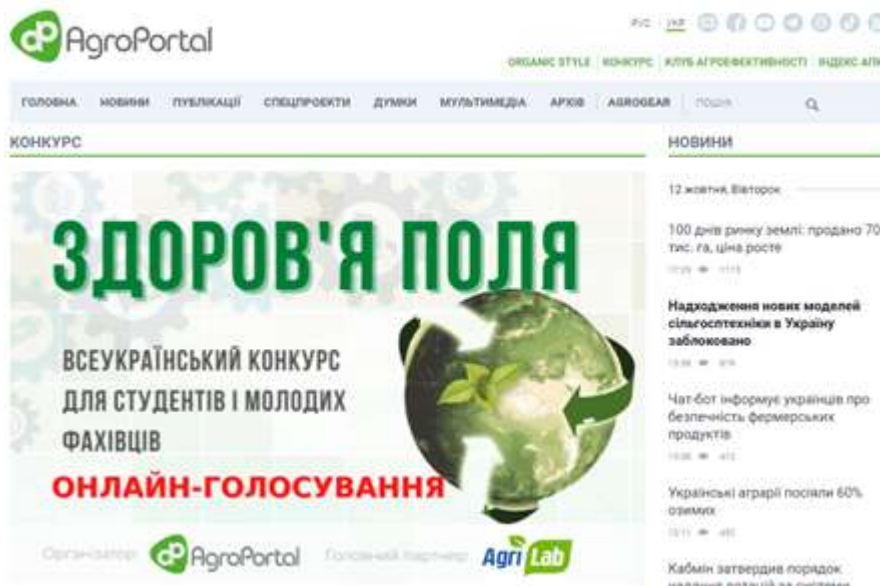 AgroPortal
РУС УКР
ORGANIC STYLE КОНКУРС КЛУБ АГРОЕФЕКТИВНОСТІ ІНДЕКС
ГОЛОВНА НОВИНИ ПУБЛІКАЦІЇ СПЕЦПРОЕКТИ ДУМКИ МУЛЬТИМЕДІА АРХІВ AGROGEAR пошук
КОНКУРС
ЗДОРОВ'Я ПОЛЯ
ВСЕУКРАЇНСЬКИЙ КОНКУРС
ДЛЯ СТУДЕНТІВ І МОЛОДИХ
ФАХІВЦІВ
ОНЛАЙН-ГОЛОСУВАННЯ
Організатор: AgroPortal Головний партнер: AgriLab
НОВИНИ
12 жовтня, Вівторок
100 днів ринку землі: продано 70
тис. га, ціна росте
Надходження нових моделей
сільгосптехніки в Україну
заблоковано
Чат-бот інформує українців про
безпечність фермерських
продуктів
Українські аграрії посіяли 60%
озимих
Кабмін затвердив порядок